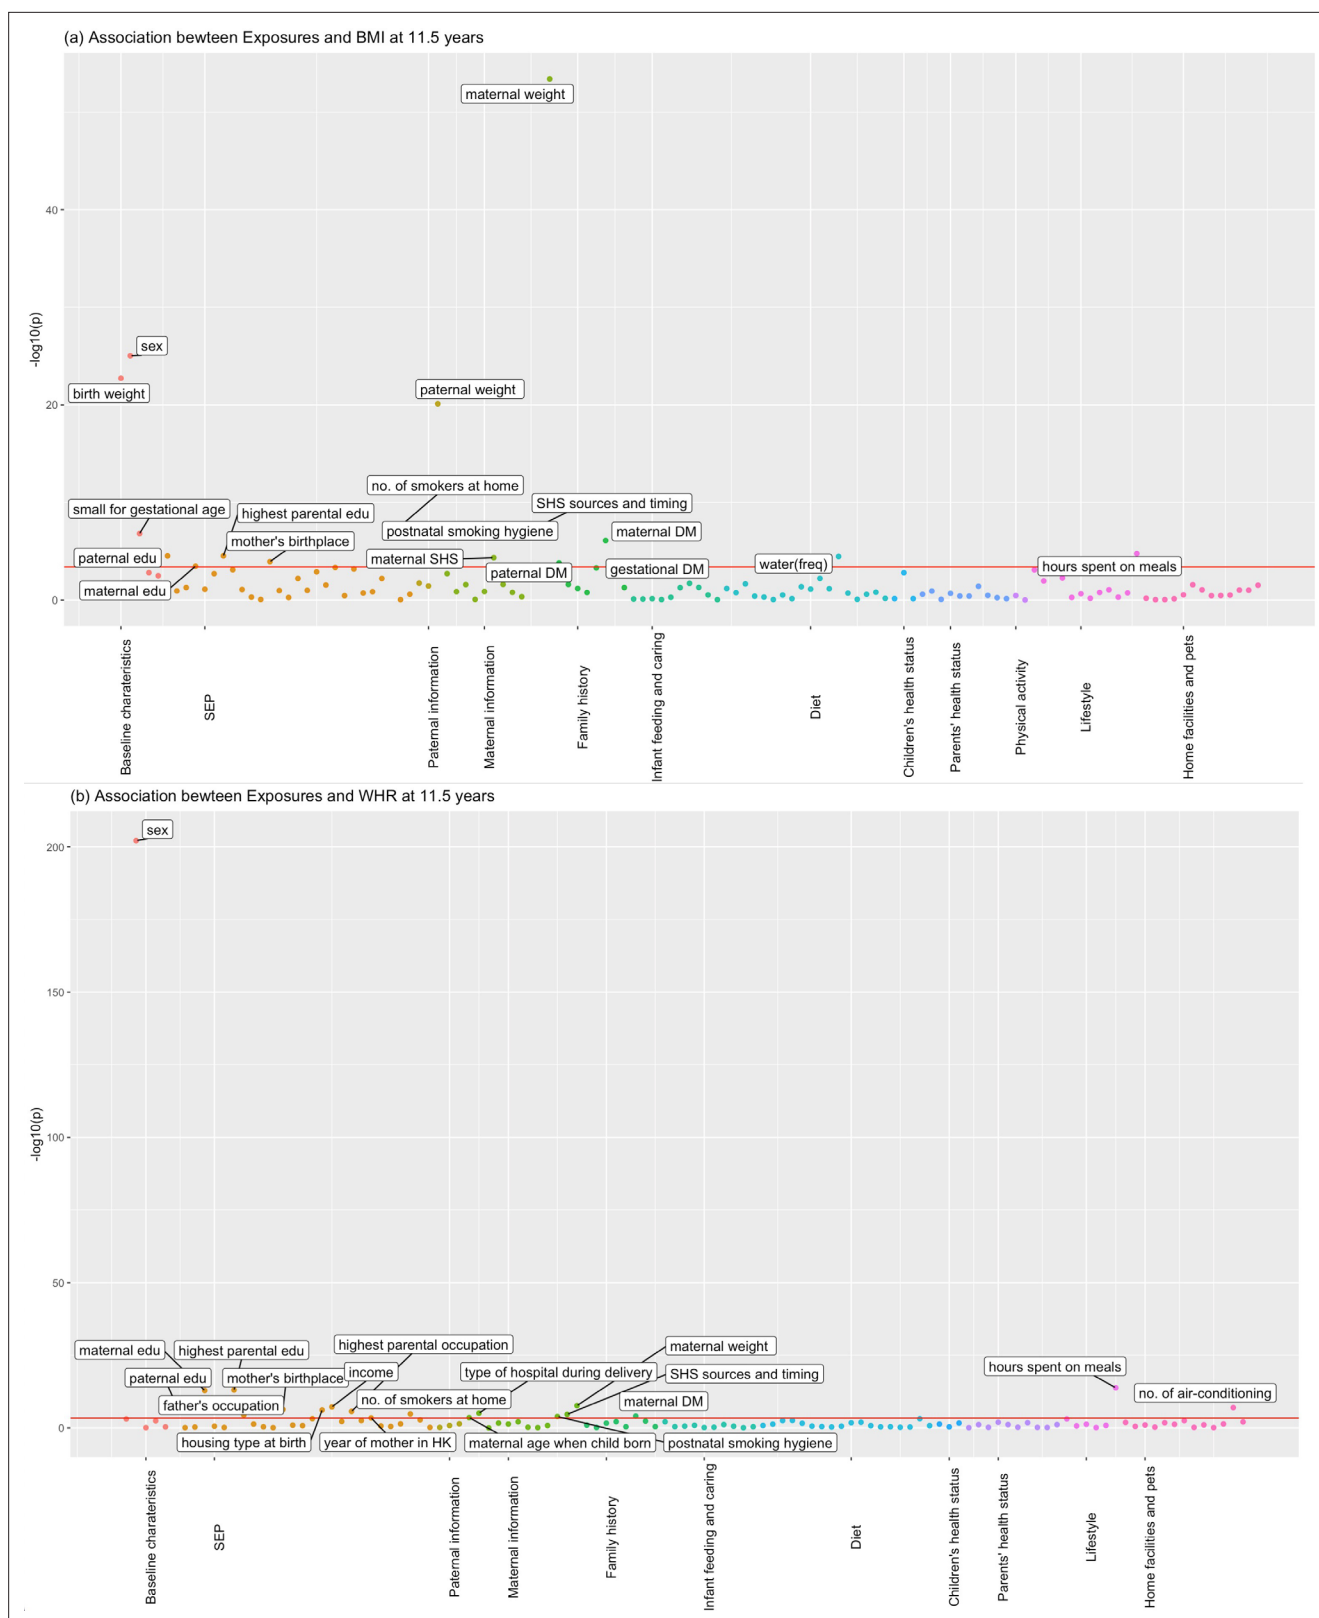 (a) Association bewteen Exposures and BMI at 11.5 years
maternal weight
40
-log10(p)
sex
birth weight
paternal weight
20
no. of smokers at home
small for gestational age
SHS sources and timing
highest parental edu
postnatal smoking hygiene
maternal DM
mother's birthplace
paternal edu
maternal SHS
water(freq)
hours spent on meals
paternal DM
gestational DM
maternal edu
0
Baseline charateristics
SEP
Paternal information
Maternal information
Family history
Infant feeding and caring
Diet
Children's health status
Parents' health status
Physical activity
Lifestyle
Home facilities and pets
(b) Association bewteen Exposures and WHR at 11.5 years
sex
200
150
-log10(p)
100
50
highest parental occupation
maternal weight
maternal edu
highest parental edu
hours spent on meals
income
type of hospital during delivery
SHS sources and timing
paternal edu
mother's birthplace
no. of air-conditioning
no. of smokers at home
maternal DM
father's occupation
0
housing type at birth
year of mother in HK
maternal age when child born
postnatal smoking hygiene
Baseline charateristics
SEP
Paternal information
Maternal information
Family history
Infant feeding and caring
Diet
Children's health status
Parents' health status
Lifestyle
Home facilities and pets